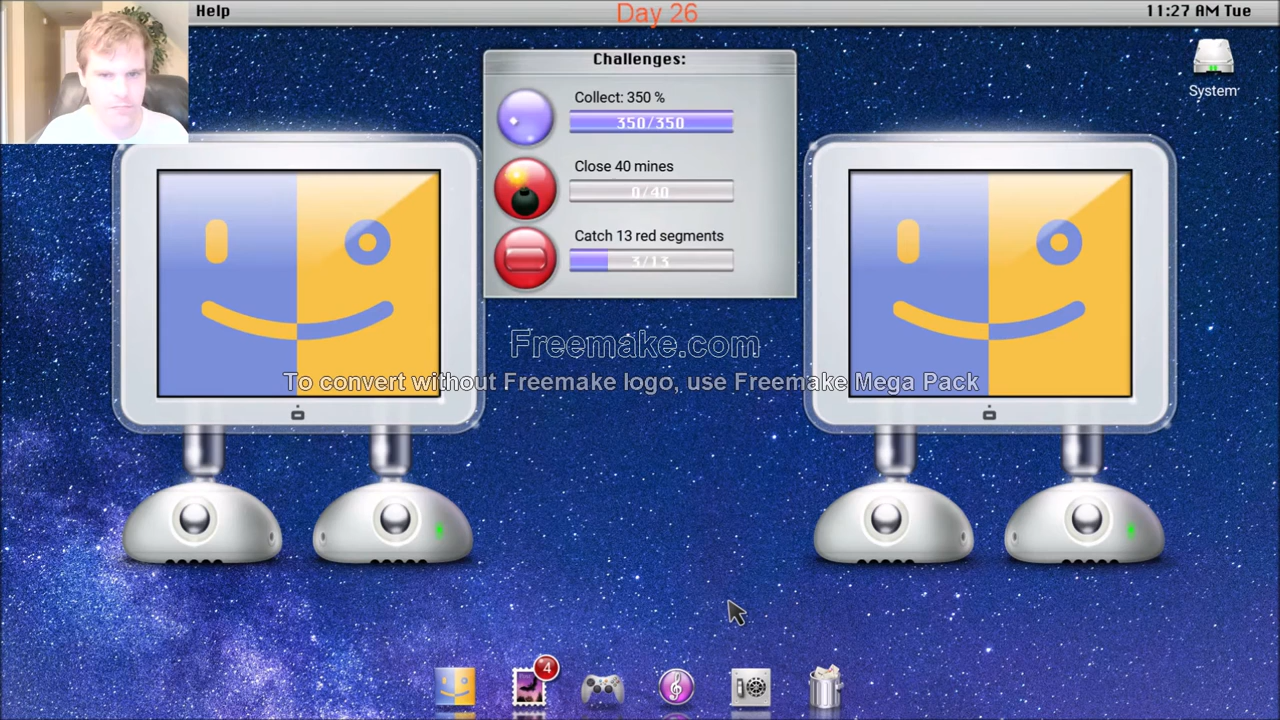 Help
Day 26
11:27 AM Tue
Challenges:
System
Collect: 350 %
350/350
Close 40 mines
0/40
Catch 13 red segments
3/13
Freemake.com
To convert without Freemake logo, use Freemake Mega Pack
4